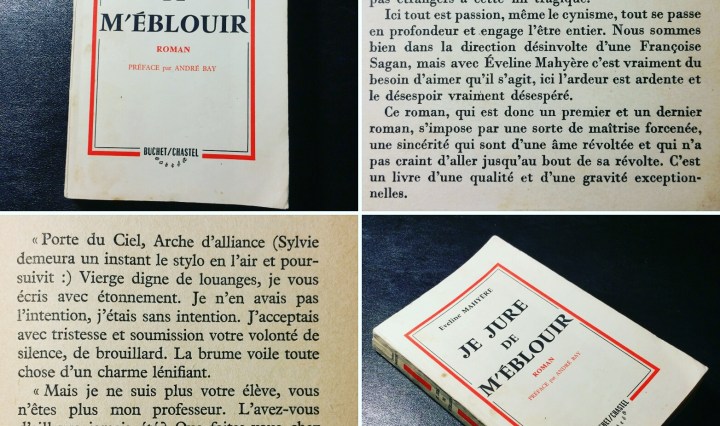 M'ÉBLOUIR
ROMAN
PRÉFACE par ANDRÉ BAY
BUCHET/CHASTEL
pas étrangers à cette fin tragique.
Ici tout est passion, même le cynisme, tout se passe
en profondeur et engage l'être entier. Nous sommes
bien dans la direction désinvolte d'une Françoise
Sagan, mais avec Éveline Mahyère c'est vraiment du
besoin d'aimer qu'il s'agit, ici l'ardeur est ardente et
le désespoir vraiment désespéré.
Ce roman, qui est donc un premier et un dernier
roman, s'impose par une sorte de maîtrise forcenée,
une sincérité qui sont d'une âme révoltée et qui n'a
pas craint d'aller jusqu'au bout de sa révolte. C'est
un livre d'une qualité et d'une gravité exception-
nelles.
« Porte du Ciel, Arche d'alliance (Sylvie
demeura un instant le stylo en l'air et pour-
suivit :) Vierge digne de louanges, je vous
écris avec étonnement. Je n'en avais pas
l'intention, j'étais sans intention. J'acceptais
avec tristesse et soumission votre volonté de
silence, de brouillard. La brume voile toute
chose d'un charme lénifiant.
« Mais je ne suis plus votre élève, vous
n'êtes plus mon professeur. L'avez-vous
Eveline MAHYÈRE
JE JURE
DE
M'ÉBLOUIR
ROMAN
PRÉFACE par ANDRÉ BAY
BUCHET/CHASTEL